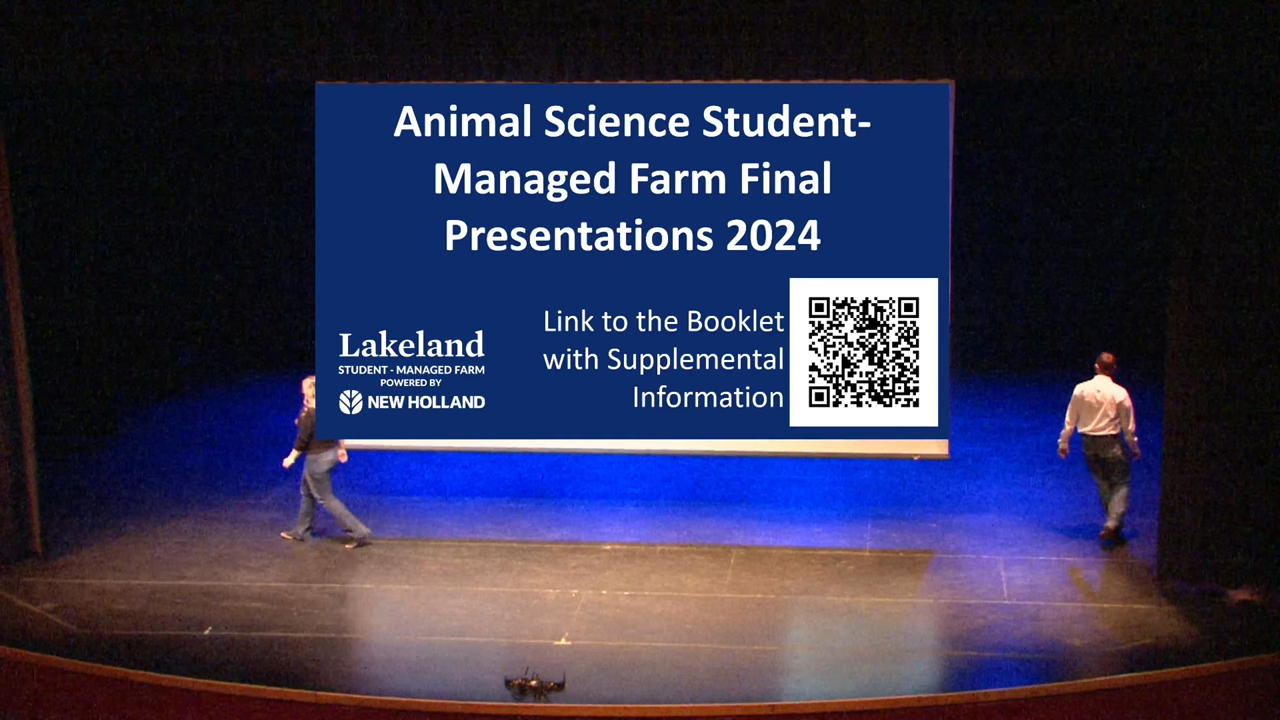 Animal Science Student-
Managed Farm Final
Presentations 2024
Link to the Booklet
with Supplemental
Information
Lakeland
STUDENT - MANAGED FARM
POWERED BY
NEW HOLLAND